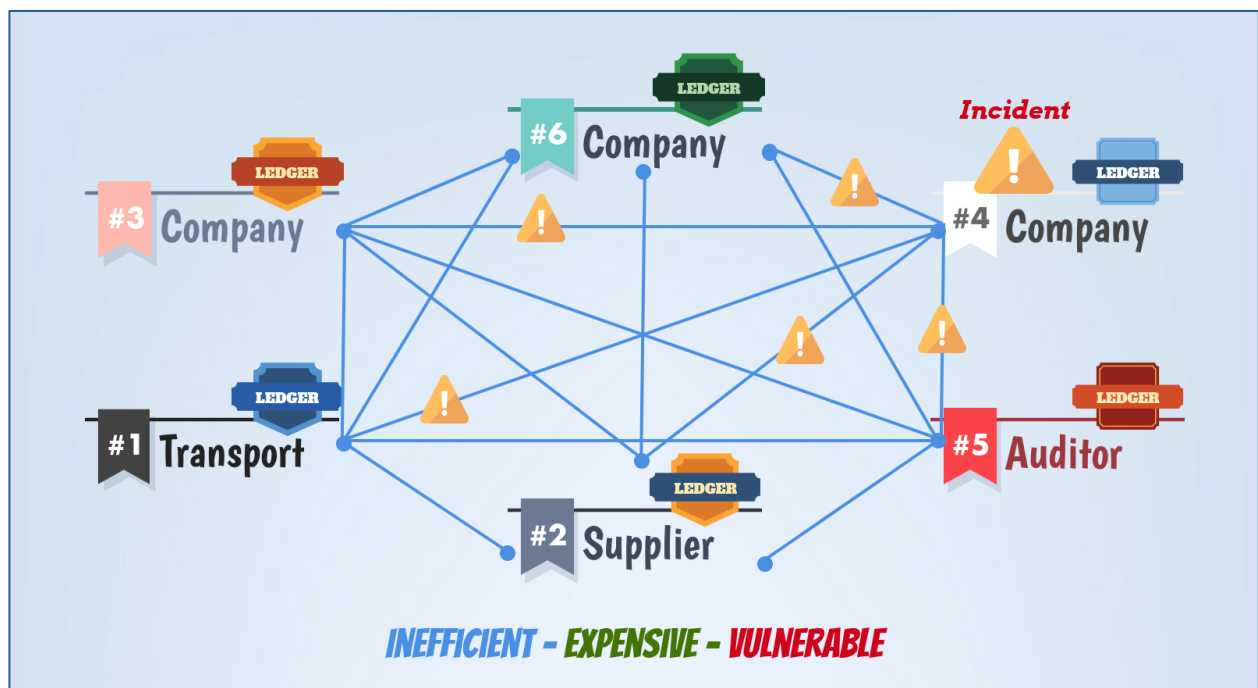 LEDGER
#6 Company
Incident
!
LEDGER
#3 Company
!
!
LEDGER
#4 Company
!
!
!
LEDGER
#1 Transport
LEDGER
#5 Auditor
LEDGER
#2 Supplier
INEFFICIENT - EXPENSIVE - VULNERABLE